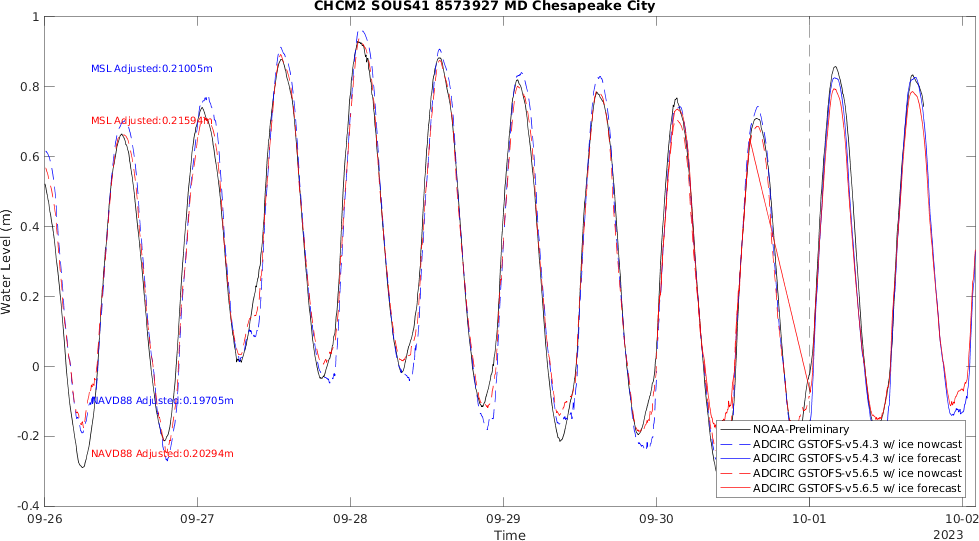 CHCM2 SOUS41 8573927 MD Chesapeake City
1
0.8
0.6
0.4
0.2
0
-0.2
-0.4
Water Level (m)
MSL Adjusted:0.21005m
MSL Adjusted:0.21594m
NAVD88 Adjusted:0.19705m
NAVD88 Adjusted:0.20294m
NOAA-Preliminary
ADCIRC GSTOFS-v5.4.3 w/ ice nowcast
ADCIRC GSTOFS-v5.4.3 w/ ice forecast
ADCIRC GSTOFS-v5.6.5 w/ ice nowcast
ADCIRC GSTOFS-v5.6.5 w/ ice forecast
09-26 09-27 09-28 09-29 09-30 10-01 10-02
Time
2023